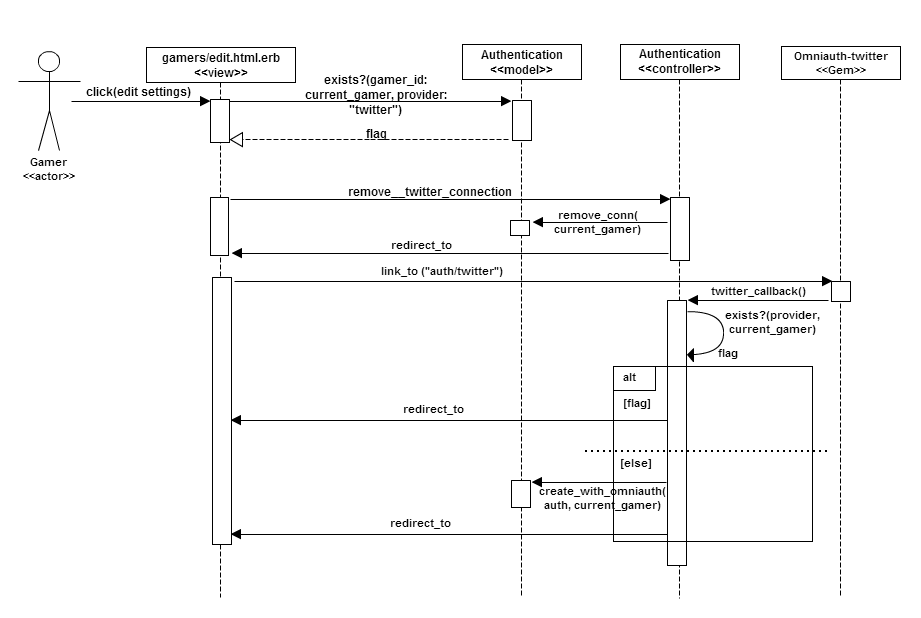 gamers/edit.html.erb
<<view>>
Authentication
<<model>>
Authentication
<<controller>>
Omniauth-twitter
<<Gem>>
click(edit settings)
exists?(gamer_id:
current_gamer, provider:
"twitter")
flag
Gamer
<<actor>>
remove__twitter_connection
remove_conn(
current_gamer)
redirect_to
link_to ("auth/twitter")
twitter_callback()
exists?(provider,
current_gamer)
flag
alt
[flag]
redirect_to
[else]
create_with_omniauth(
auth, current_gamer)
redirect_to